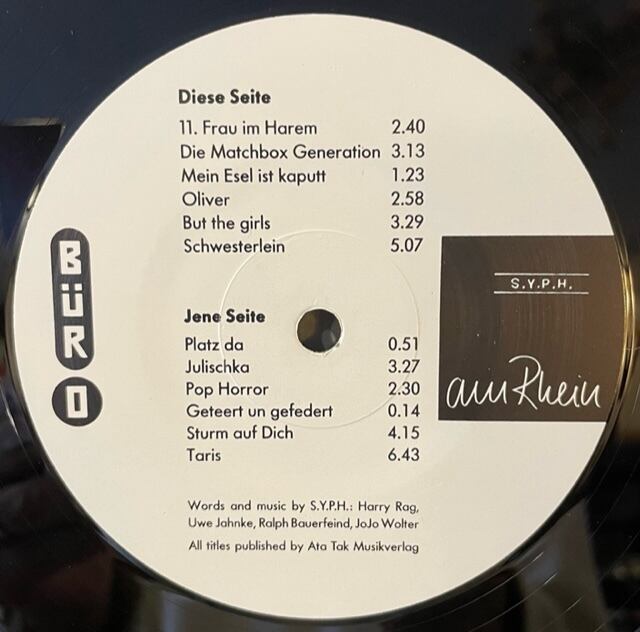 Diese Seite
11. Frau im Harem 2.40
Die Matchbox Generation 3.13
Mein Esel ist kaputt 1.23
Oliver 2.58
But the girls 3.29
Schwesterlein 5.07
BÜRO
S.Y.P.H.
am Rhein
Jene Seite
Platz da 0.51
Julischka 3.27
Pop Horror 2.30
Geteert un gefedert 0.14
Sturm auf Dich 4.15
Taris 6.43
Words and music by S.Y.P.H.: Harry Rag,
Uwe Jahnke, Ralph Bauerfeind, JoJo Wolter
All titles published by Ata Tak Musikverlag